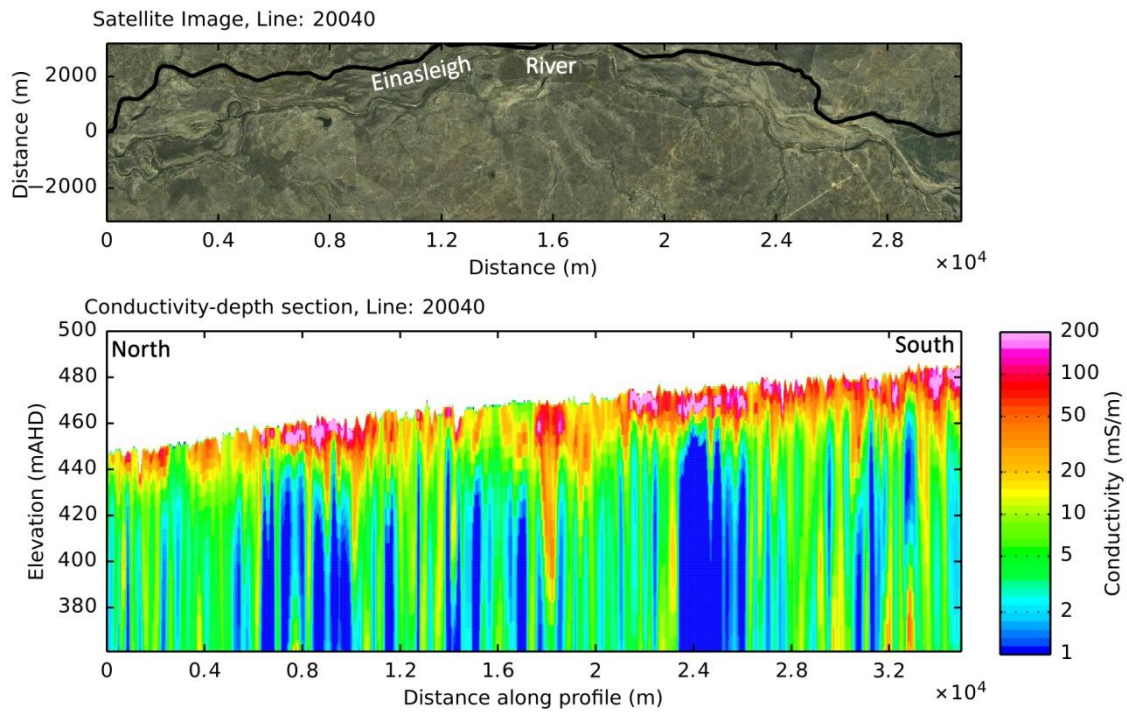 Satellite Image, Line: 20040
Distance (m)
2000
0
−2000
Einasleigh River
0 0.4 0.8 1.2 1.6 2 2.4 2.8
Distance (m)
×10⁴
Conductivity-depth section, Line: 20040
North South
Elevation (mAHD)
500
480
460
440
420
400
380
0 0.4 0.8 1.2 1.6 2 2.4 2.8 3.2
Distance along profile (m)
×10⁴
200
100
50
20
10
5
2
1
Conductivity (mS/m)